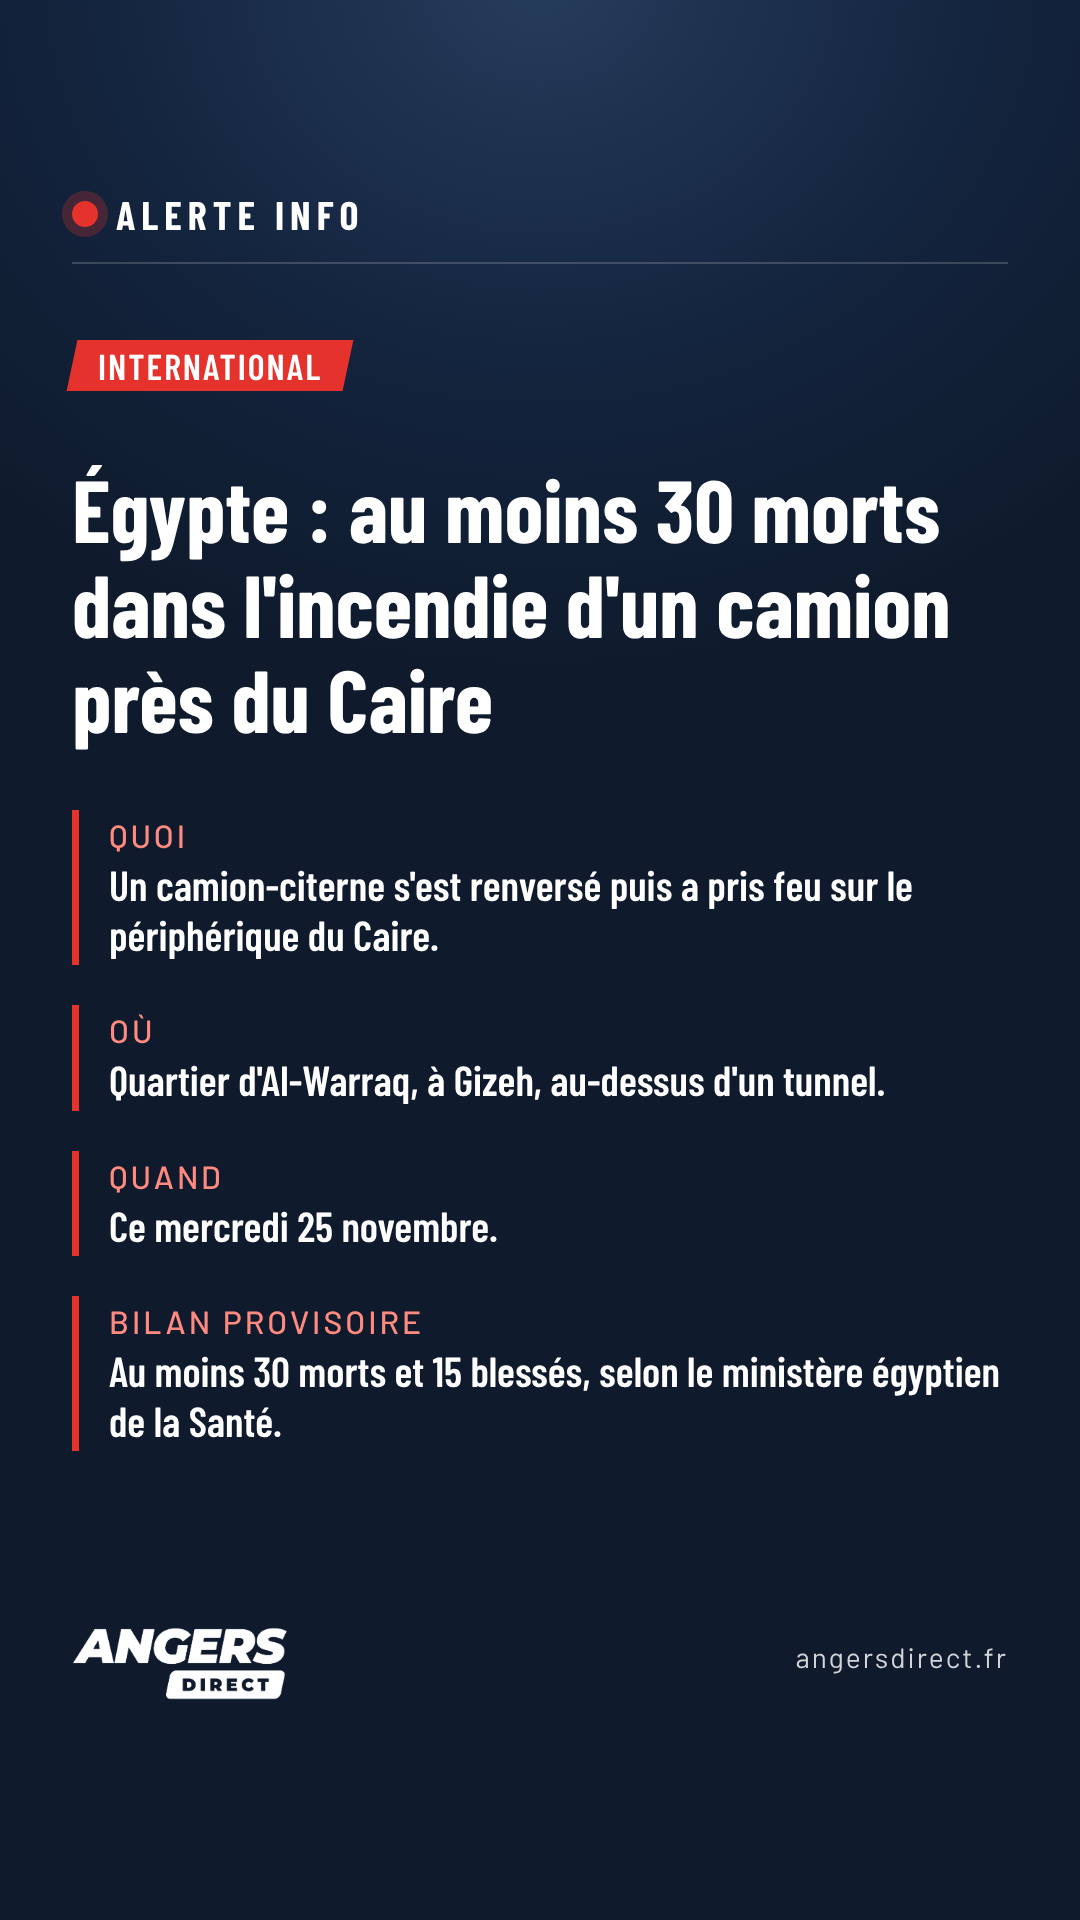 ALERTE INFO
INTERNATIONAL
Égypte : au moins 30 morts
dans l'incendie d'un camion
près du Caire
QUOI
Un camion-citerne s'est renversé puis a pris feu sur le
périphérique du Caire.
OÙ
Quartier d'Al-Warraq, à Gizeh, au-dessus d'un tunnel.
QUAND
Ce mercredi 25 novembre.
BILAN PROVISOIRE
Au moins 30 morts et 15 blessés, selon le ministère égyptien
de la Santé.
ANGERS
DIRECT
angersdirect.fr